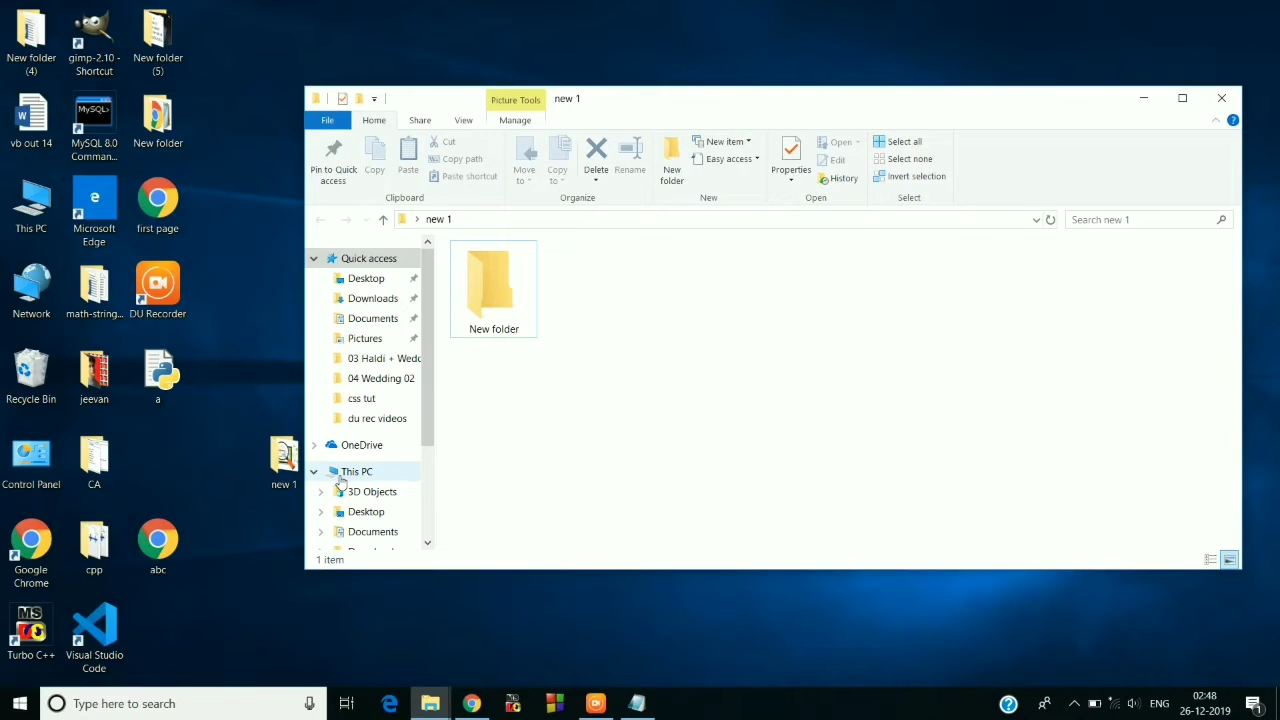 New folder
(4)
gimp-2.10 -
Shortcut
New folder
(5)
vb out 14
MySQL>
MySQL 8.0
Comman...
New folder
This PC
Microsoft
Edge
first page
Network
math-string...
DU Recorder
Recycle Bin
jeevan
a
Control Panel
CA
new 1
Google
Chrome
cpp
abc
MS
Turbo C++
Visual Studio
Code
Picture Tools
new 1
File
Home
Share
View
Manage
Pin to Quick
access
Copy
Paste
Cut
Copy path
Paste shortcut
Clipboard
Move
to
Copy
to
Delete
Rename
Organize
New
folder
New item
Easy access
New
Properties
Open
Edit
History
Open
Select all
Select none
Invert selection
Select
new 1
Search new 1
Quick access
Desktop
Downloads
Documents
Pictures
03 Haldi + Wedd
04 Wedding 02
css tut
du rec videos
OneDrive
This PC
3D Objects
Desktop
Documents
New folder
1 item
Type here to search
ENG
02:48
26-12-2019
1